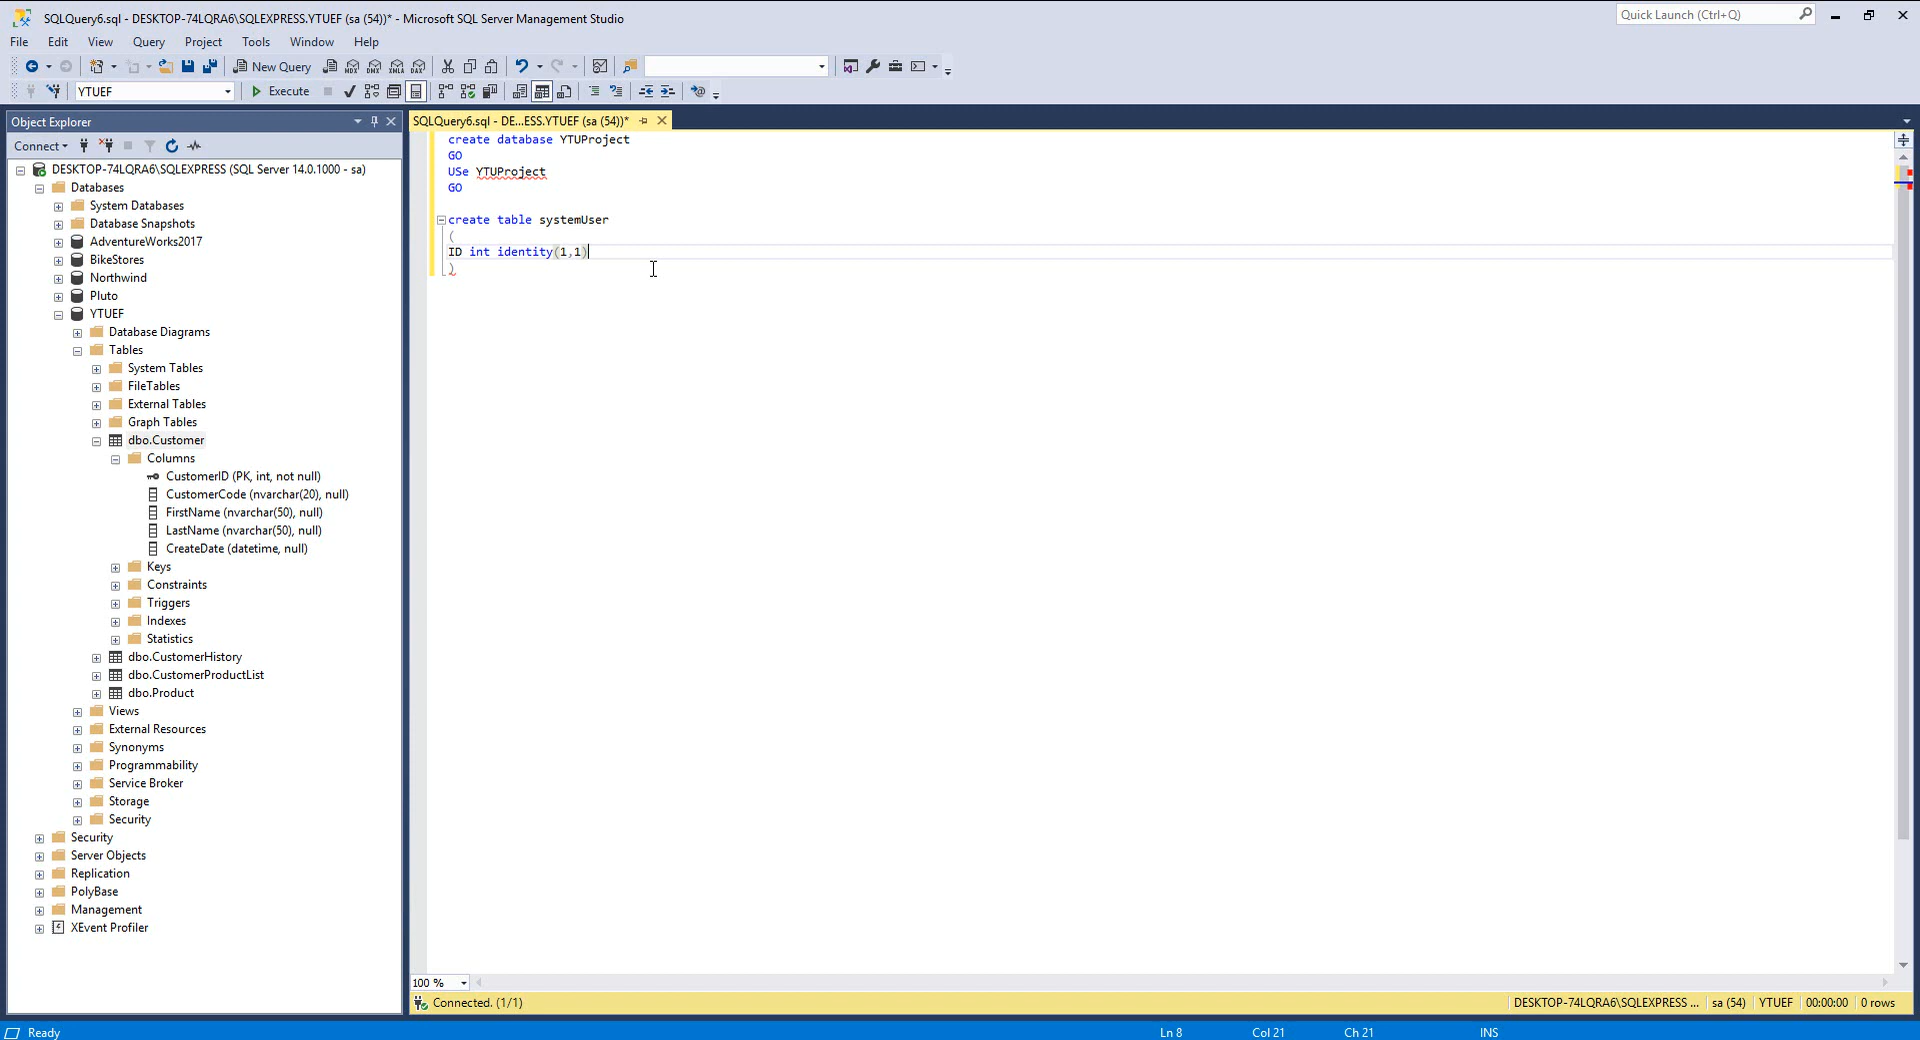 SQLQuery6.sql - DESKTOP-74LQRA6\SQLEXPRESS.YTUEF (sa (54))* - Microsoft SQL Server Management Studio
Quick Launch (Ctrl+Q)
File Edit View Query Project Tools Window Help
New Query MDX DMX XMLA DAX
YTUEF Execute
Object Explorer
SQLQuery6.sql - DE...ESS.YTUEF (sa (54))*
Connect
DESKTOP-74LQRA6\SQLEXPRESS (SQL Server 14.0.1000 - sa)
Databases
System Databases
Database Snapshots
AdventureWorks2017
BikeStores
Northwind
Pluto
YTUEF
Database Diagrams
Tables
System Tables
FileTables
External Tables
Graph Tables
dbo.Customer
Columns
CustomerID (PK, int, not null)
CustomerCode (nvarchar(20), null)
FirstName (nvarchar(50), null)
LastName (nvarchar(50), null)
CreateDate (datetime, null)
Keys
Constraints
Triggers
Indexes
Statistics
dbo.CustomerHistory
dbo.CustomerProductList
dbo.Product
Views
External Resources
Synonyms
Programmability
Service Broker
Storage
Security
Security
Server Objects
Replication
PolyBase
Management
XEvent Profiler
create database YTUProject
GO
USe YTUProject
GO
create table systemUser
(
ID int identity(1,1)
)
100 %
Connected. (1/1)
DESKTOP-74LQRA6\SQLEXPRESS ... sa (54) YTUEF 00:00:00 0 rows
Ready Ln 8 Col 21 Ch 21 INS